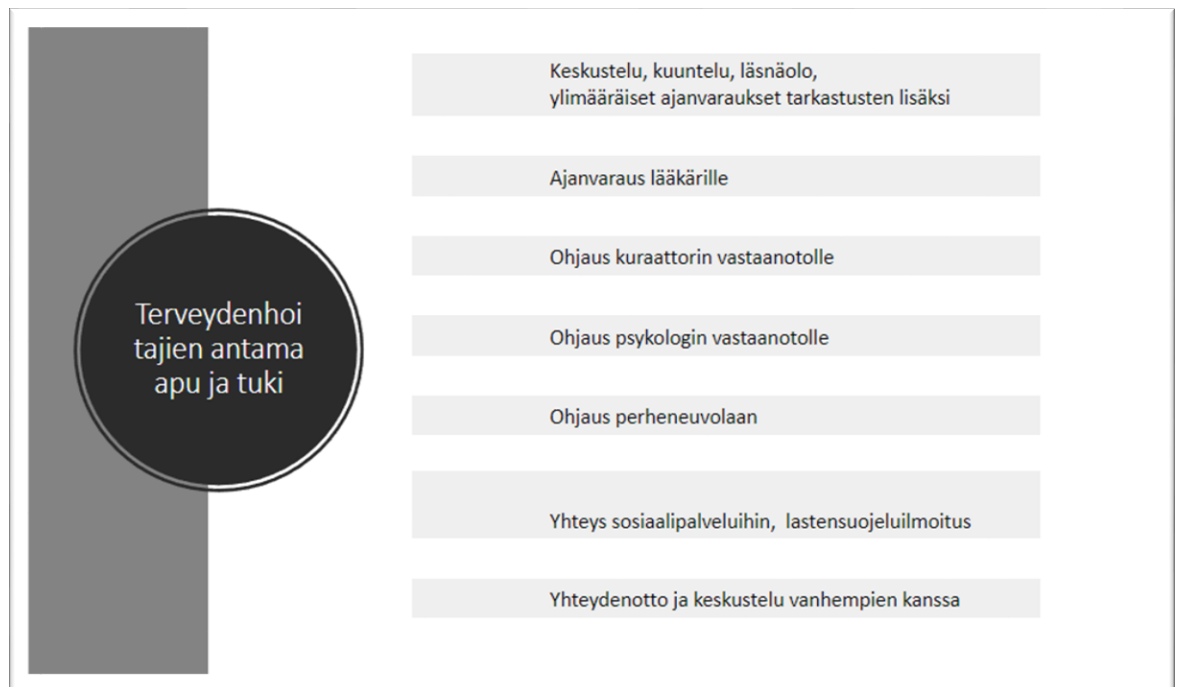 Terveydenhoi
tajien antama
apu ja tuki
Keskustelu, kuuntelu, läsnäolo,
ylimääräiset ajanvaraukset tarkastusten lisäksi
Ajanvaraus lääkärille
Ohjaus kuraattorin vastaanotolle
Ohjaus psykologin vastaanotolle
Ohjaus perheneuvolaan
Yhteys sosiaalipalveluihin, lastensuojeluilmoitus
Yhteydenotto ja keskustelu vanhempien kanssa